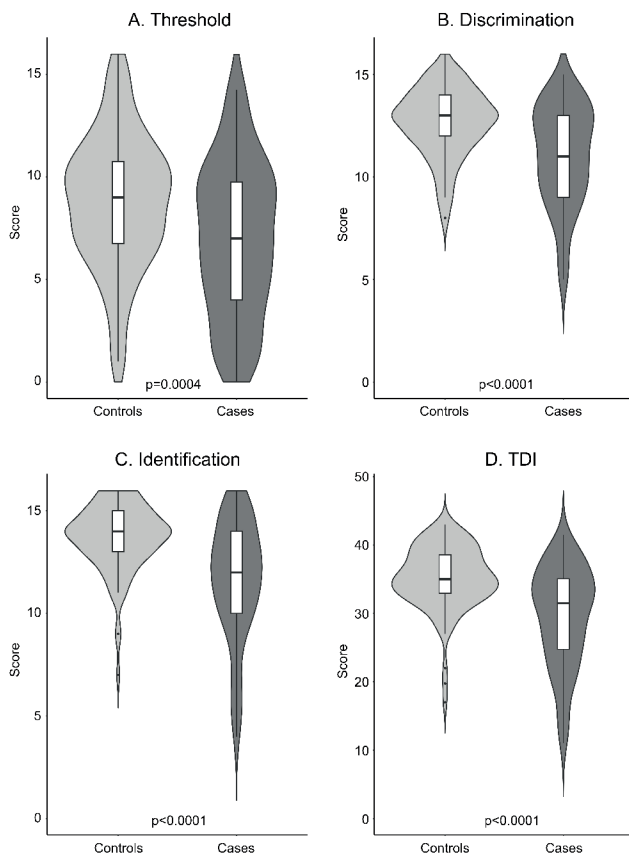 A. Threshold
15
10
5
0
Score
p=0.0004
Controls
Cases
B. Discrimination
15
10
5
0
Score
p<0.0001
Controls
Cases
C. Identification
15
10
5
0
Score
p<0.0001
Controls
Cases
D. TDI
50
40
30
20
10
0
Score
p<0.0001
Controls
Cases